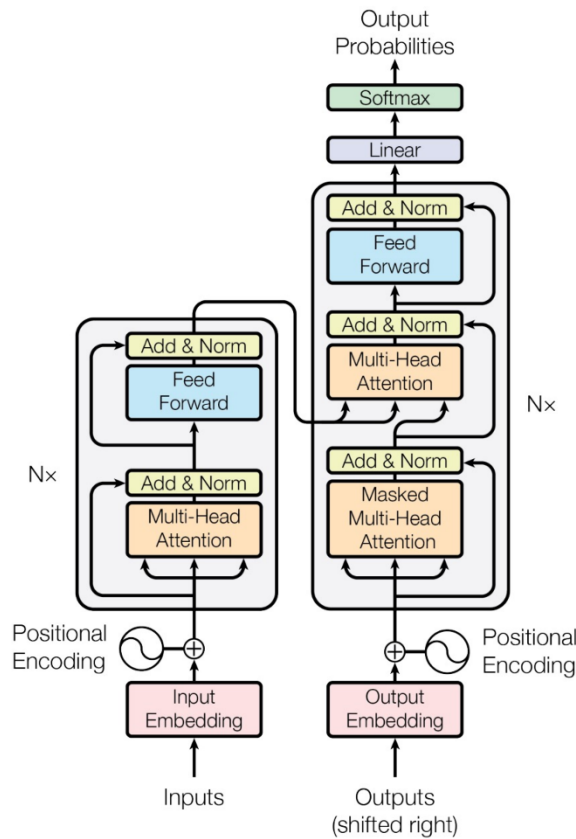 Output
Probabilities
Softmax
Linear
Add & Norm
Feed
Forward
Add & Norm
Multi-Head
Attention
Add & Norm
Masked
Multi-Head
Attention
Nx
Add & Norm
Feed
Forward
Add & Norm
Multi-Head
Attention
Nx
Positional
Encoding
Positional
Encoding
Input
Embedding
Output
Embedding
Inputs
Outputs
(shifted right)